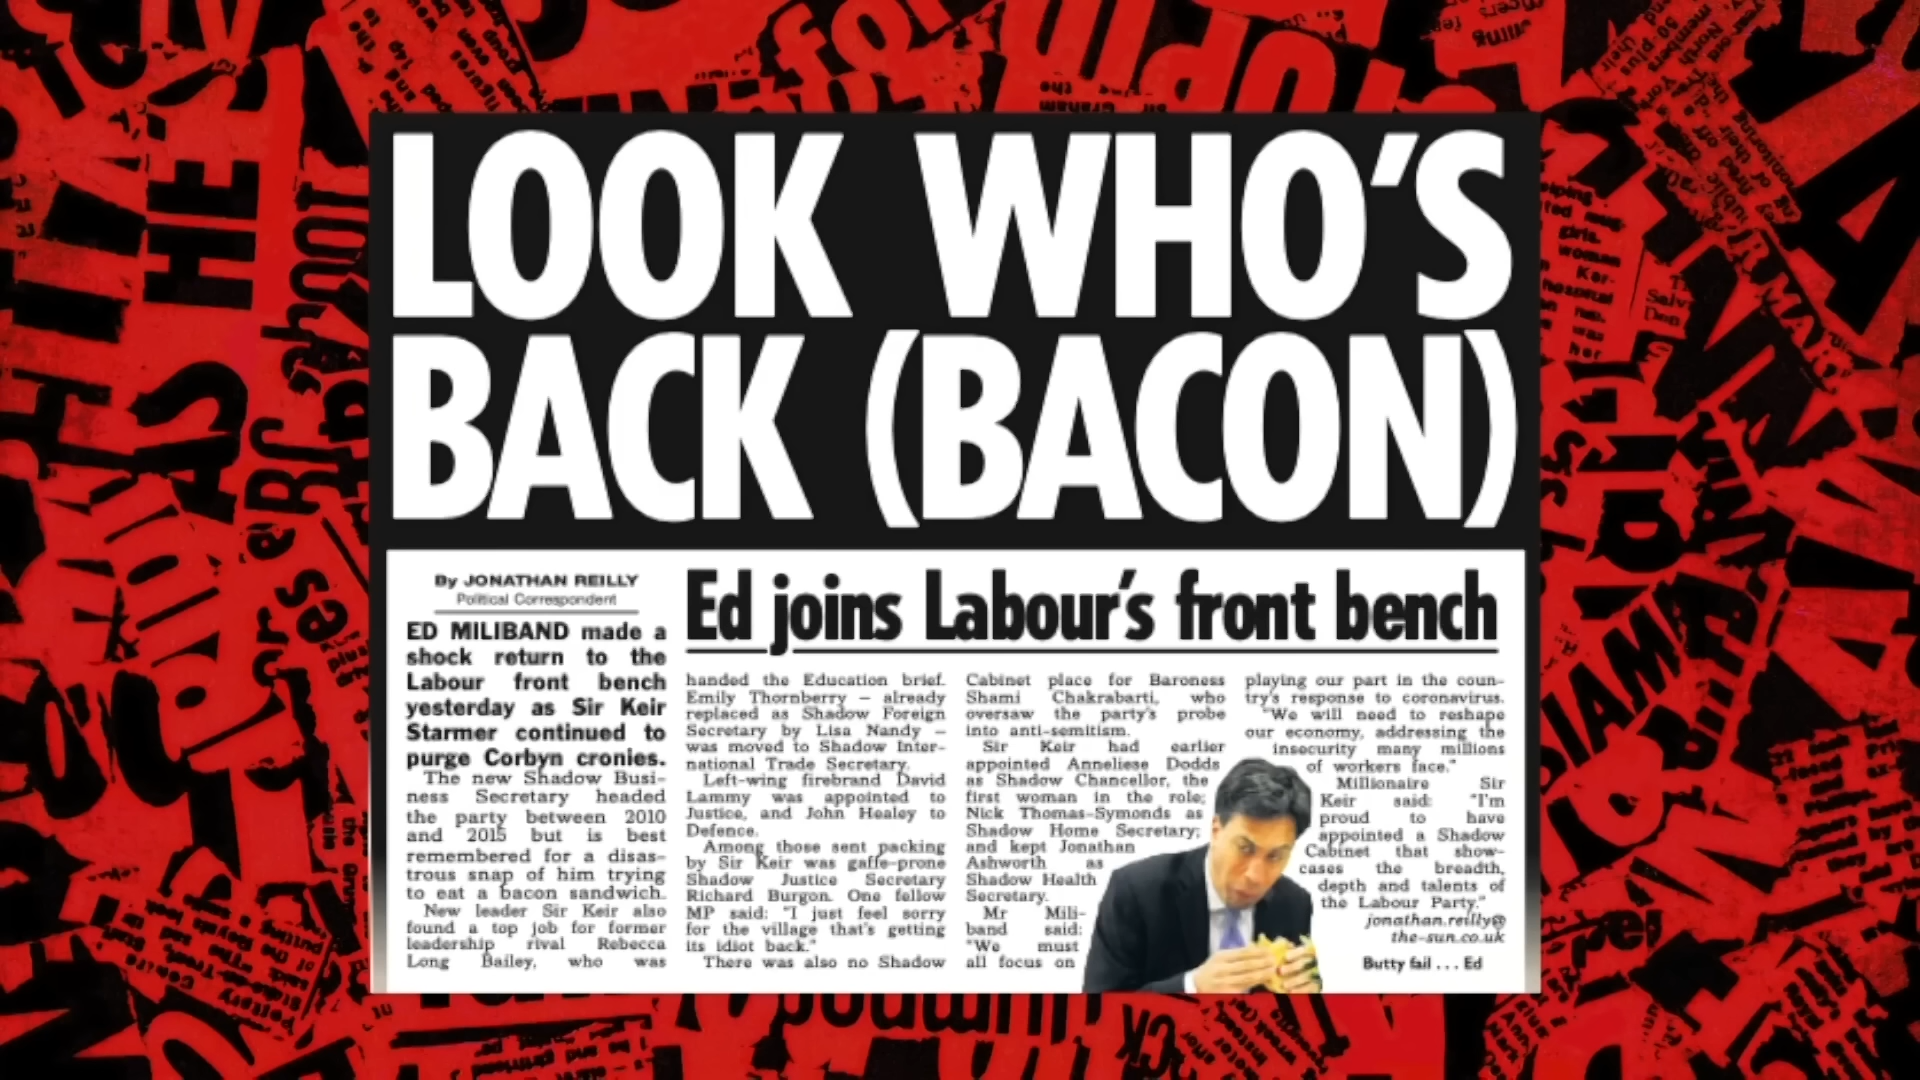 LOOK WHO'S
BACK (BACON)
By JONATHAN REILLY
Political Correspondent
Ed joins Labour's front bench
ED MILIBAND made a
shock return to the
Labour front bench
yesterday as Sir Keir
Starmer continued to
purge Corbyn cronies.
The new Shadow Busi-
ness Secretary headed
the party between 2010
and 2015 but is best
remembered for a disas-
trous snap of him trying
to eat a bacon sandwich.
New leader Sir Keir also
found a top job for former
leadership rival Rebecca
Long Bailey, who was
handed the Education brief.
Emily Thornberry – already
replaced as Shadow Foreign
Secretary by Lisa Nandy –
was moved to Shadow Inter-
national Trade Secretary.
Left-wing firebrand David
Lammy was appointed to
Justice, and John Healey to
Defence.
Among those sent packing
by Sir Keir was gaffe-prone
Shadow Justice Secretary
Richard Burgon. One fellow
MP said: "I just feel sorry
for the village that's getting
its idiot back."
There was also no Shadow
Cabinet place for Baroness
Shami Chakrabarti, who
oversaw the party's probe
into anti-semitism.
Sir Keir had earlier
appointed Anneliese Dodds
as Shadow Chancellor, the
first woman in the role;
Nick Thomas-Symonds as
Shadow Home Secretary;
and kept Jonathan
Ashworth as
Shadow Health
Secretary.
Mr Mili-
band said:
"We must
all focus on
playing our part in the coun-
try's response to coronavirus.
"We will need to reshape
our economy, addressing the
insecurity many millions
of workers face."
Millionaire Sir
Keir said: "I'm
proud to have
appointed a Shadow
Cabinet that show-
cases the breadth,
depth and talents of
the Labour Party."
jonathan.reilly@
the-sun.co.uk
Butty fail . . . Ed